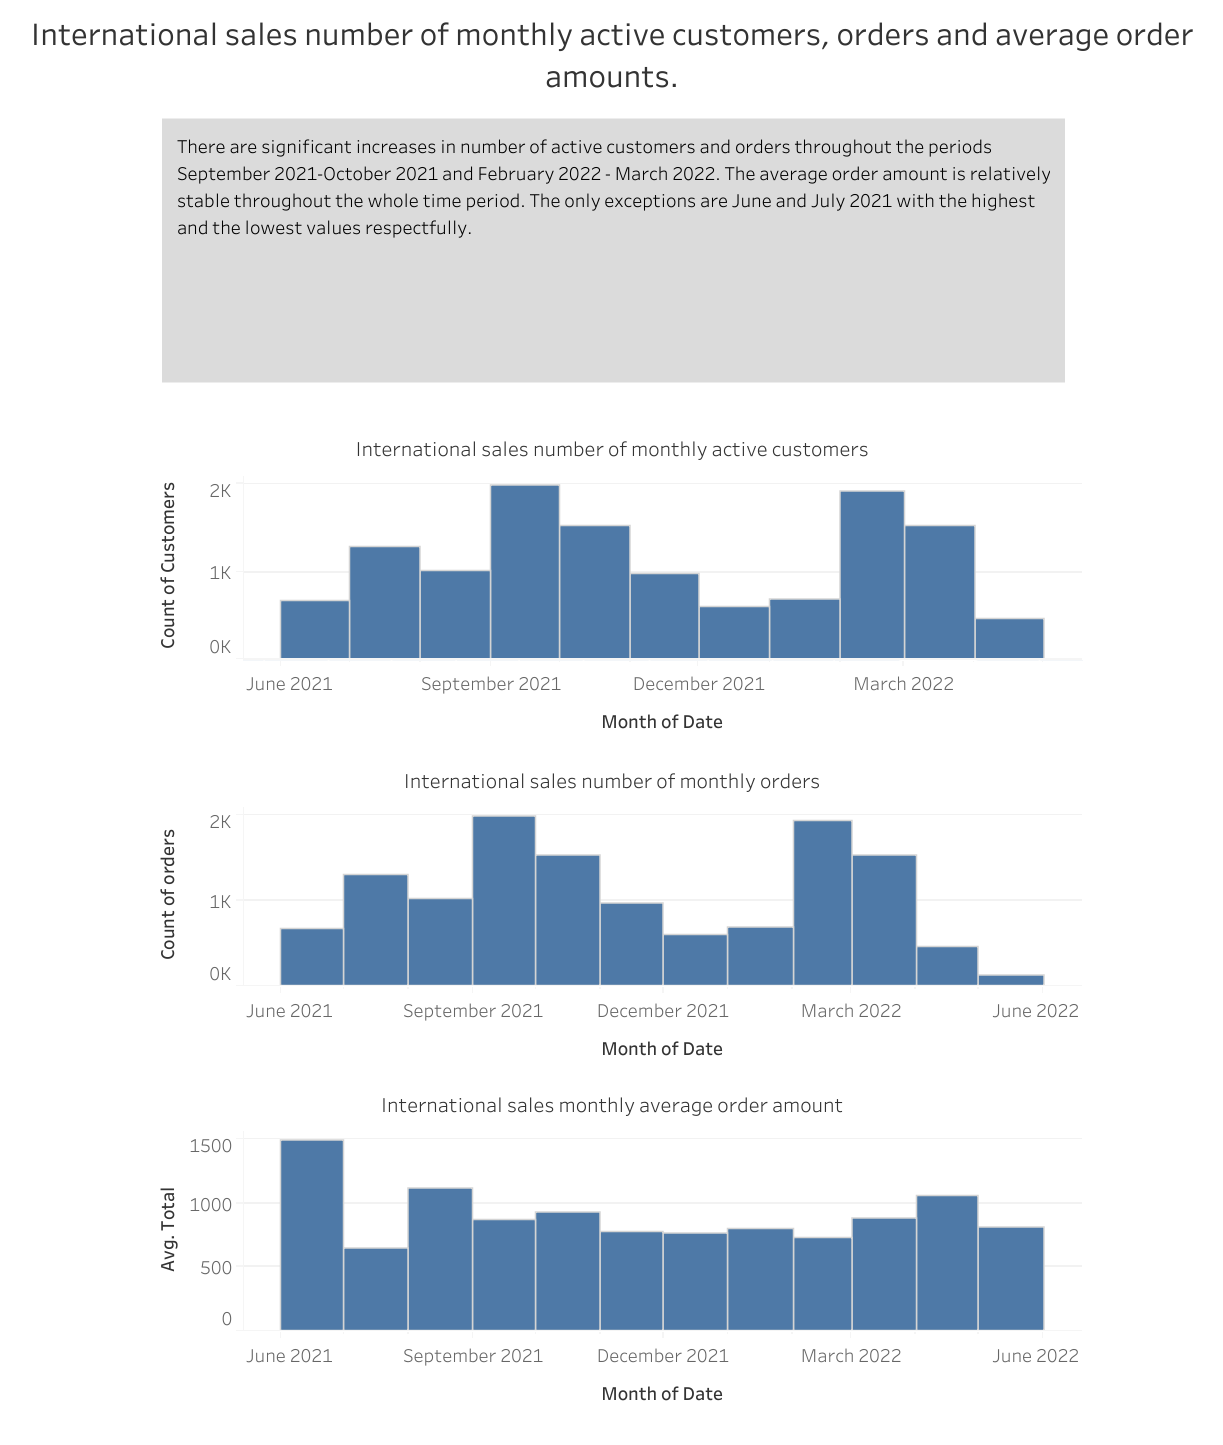 International sales number of monthly active customers, orders and average order
amounts.
There are significant increases in number of active customers and orders throughout the periods
September 2021-October 2021 and February 2022 - March 2022. The average order amount is relatively
stable throughout the whole time period. The only exceptions are June and July 2021 with the highest
and the lowest values respectfully.
International sales number of monthly active customers
Count of Customers
2K
1K
0K
June 2021 September 2021 December 2021 March 2022
Month of Date
International sales number of monthly orders
Count of orders
2K
1K
0K
June 2021 September 2021 December 2021 March 2022 June 2022
Month of Date
International sales monthly average order amount
Avg. Total
1500
1000
500
0
June 2021 September 2021 December 2021 March 2022 June 2022
Month of Date